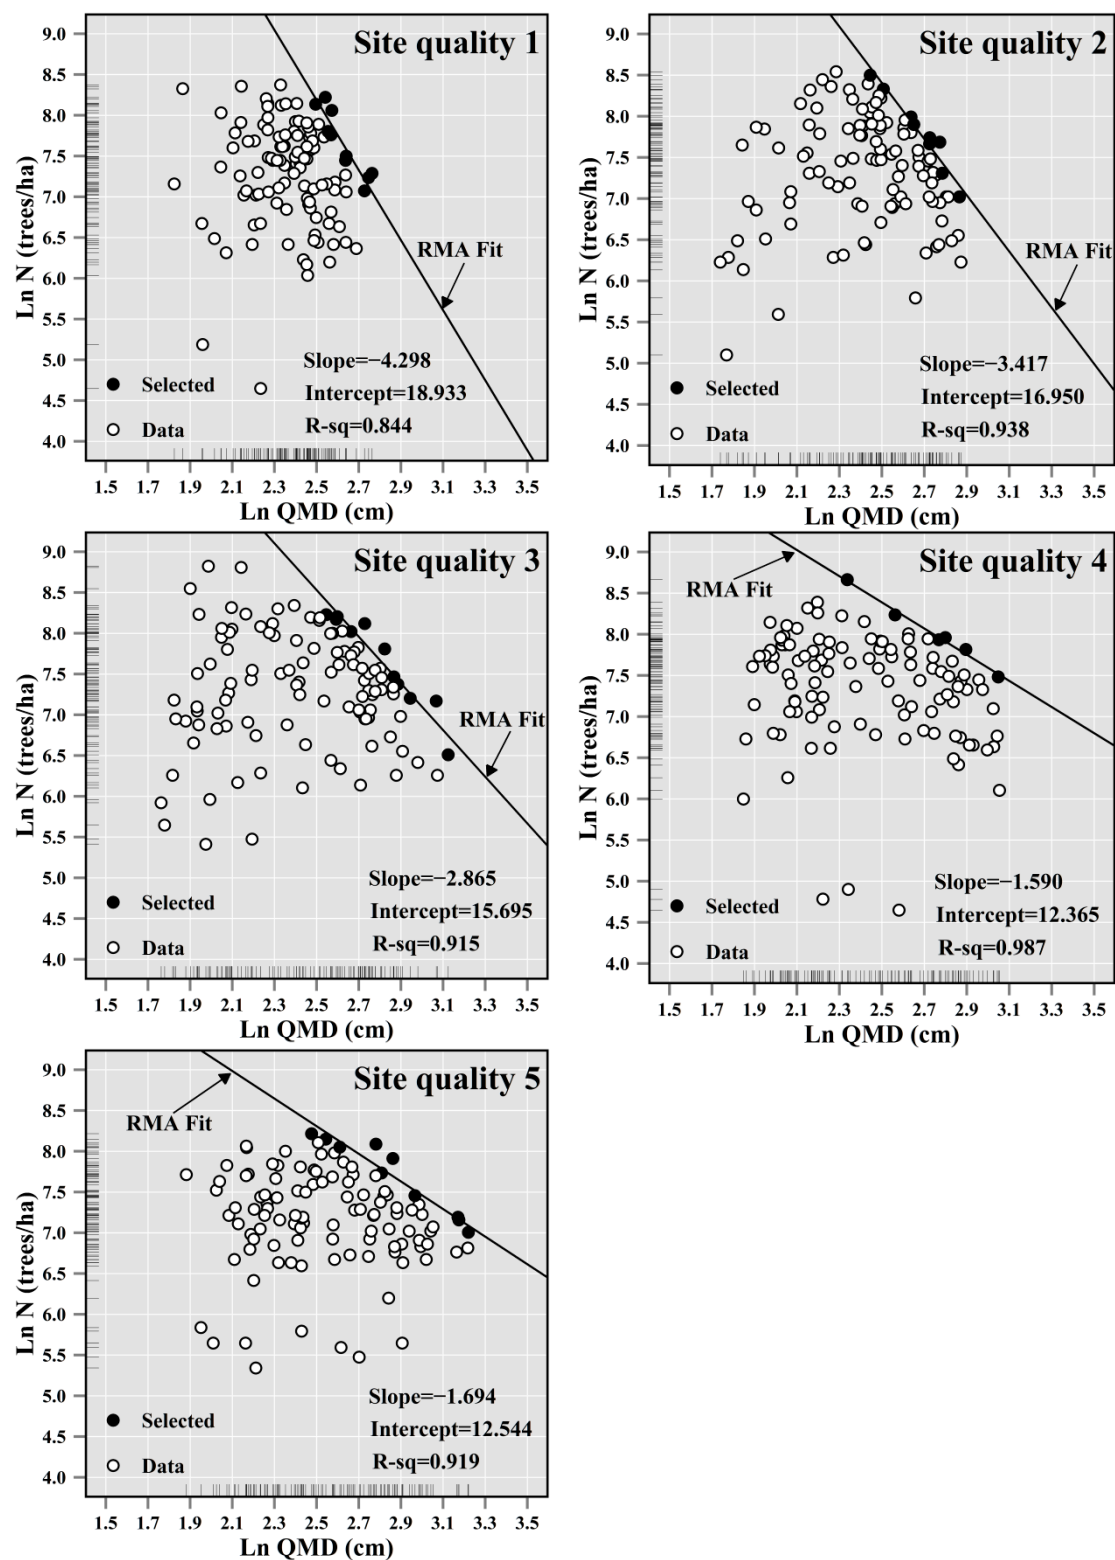 Site quality 1
9.0
8.5
8.0
7.5
7.0
6.5
6.0
5.5
5.0
4.5
4.0
Ln N (trees/ha)
RMA Fit
Slope=−4.298
Intercept=18.933
R-sq=0.844
Selected
Data
1.5 1.7 1.9 2.1 2.3 2.5 2.7 2.9 3.1 3.3 3.5
Ln QMD (cm)
Site quality 2
9.0
8.5
8.0
7.5
7.0
6.5
6.0
5.5
5.0
4.5
4.0
Ln N (trees/ha)
RMA Fit
Slope=−3.417
Intercept=16.950
R-sq=0.938
Selected
Data
1.5 1.7 1.9 2.1 2.3 2.5 2.7 2.9 3.1 3.3 3.5
Ln QMD (cm)
Site quality 3
9.0
8.5
8.0
7.5
7.0
6.5
6.0
5.5
5.0
4.5
4.0
Ln N (trees/ha)
RMA Fit
Slope=−2.865
Intercept=15.695
R-sq=0.915
Selected
Data
1.5 1.7 1.9 2.1 2.3 2.5 2.7 2.9 3.1 3.3 3.5
Ln QMD (cm)
Site quality 4
9.0
8.5
8.0
7.5
7.0
6.5
6.0
5.5
5.0
4.5
4.0
Ln N (trees/ha)
RMA Fit
Slope=−1.590
Intercept=12.365
R-sq=0.987
Selected
Data
1.5 1.7 1.9 2.1 2.3 2.5 2.7 2.9 3.1 3.3 3.5
Ln QMD (cm)
Site quality 5
9.0
8.5
8.0
7.5
7.0
6.5
6.0
5.5
5.0
4.5
4.0
Ln N (trees/ha)
RMA Fit
Slope=−1.694
Intercept=12.544
R-sq=0.919
Selected
Data
1.5 1.7 1.9 2.1 2.3 2.5 2.7 2.9 3.1 3.3 3.5
Ln QMD (cm)